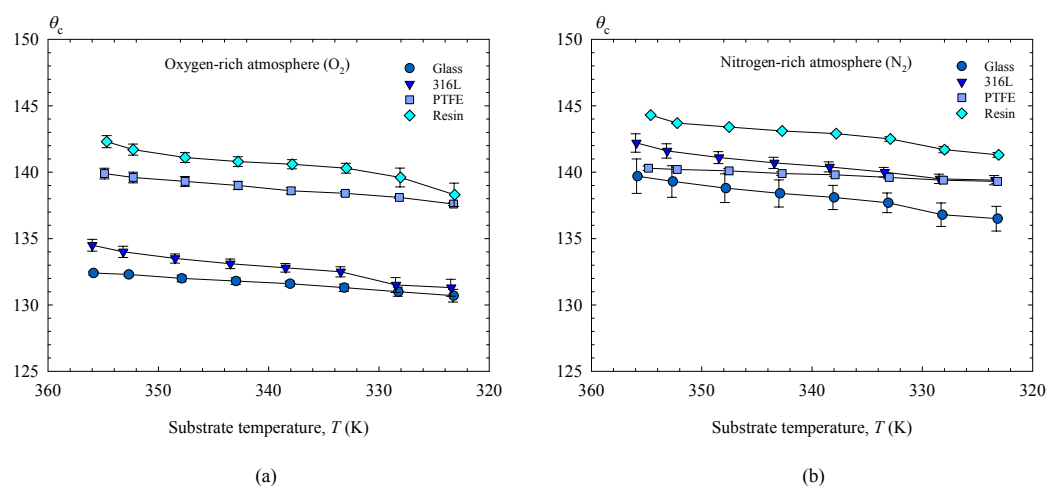 θc
150
145
140
135
130
125
360 350 340 330 320
Oxygen-rich atmosphere (O2)
Glass
316L
PTFE
Resin
Substrate temperature, T (K)
(a)
θc
150
145
140
135
130
125
360 350 340 330 320
Nitrogen-rich atmosphere (N2)
Glass
316L
PTFE
Resin
Substrate temperature, T (K)
(b)